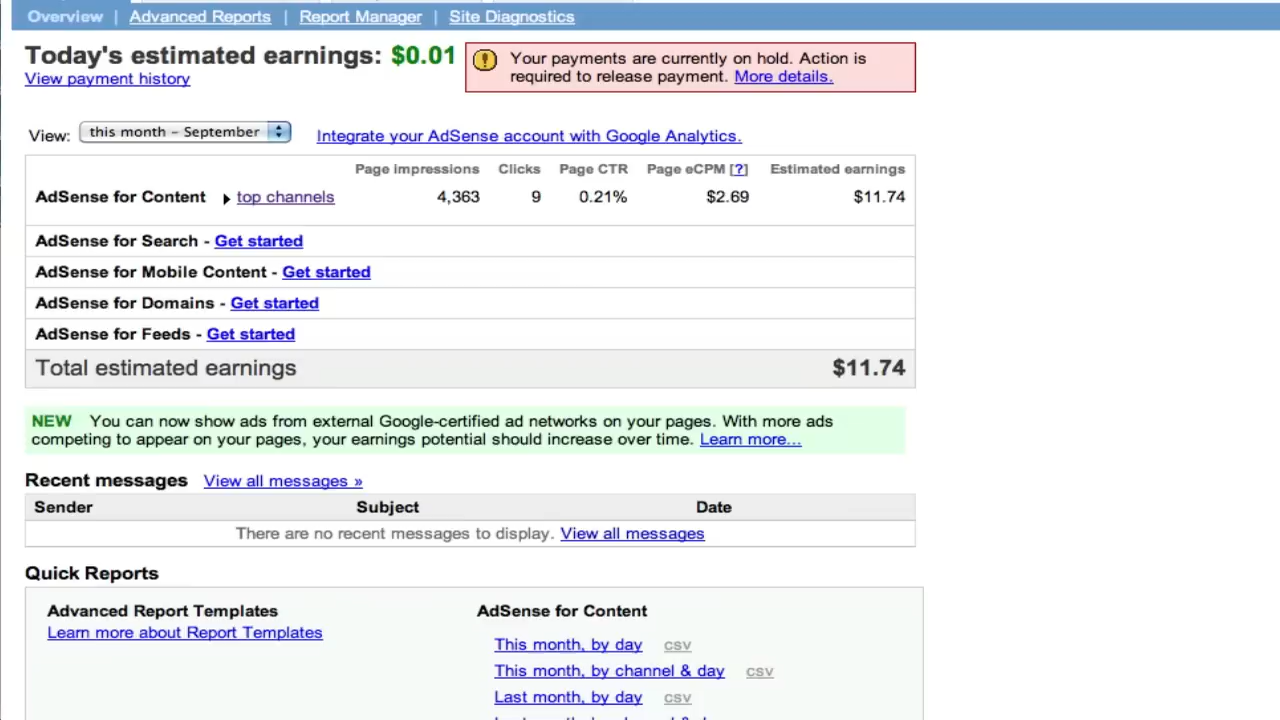 Overview | Advanced Reports | Report Manager | Site Diagnostics
Today's estimated earnings: $0.01
View payment history
Your payments are currently on hold. Action is
required to release payment. More details.
View: this month – September Integrate your AdSense account with Google Analytics.
Page impressions Clicks Page CTR Page eCPM [?] Estimated earnings
AdSense for Content top channels 4,363 9 0.21% $2.69 $11.74
AdSense for Search - Get started
AdSense for Mobile Content - Get started
AdSense for Domains - Get started
AdSense for Feeds - Get started
Total estimated earnings $11.74
NEW You can now show ads from external Google-certified ad networks on your pages. With more ads
competing to appear on your pages, your earnings potential should increase over time. Learn more...
Recent messages View all messages »
Sender Subject Date
There are no recent messages to display. View all messages
Quick Reports
Advanced Report Templates
Learn more about Report Templates
AdSense for Content
This month, by day csv
This month, by channel & day csv
Last month, by day csv